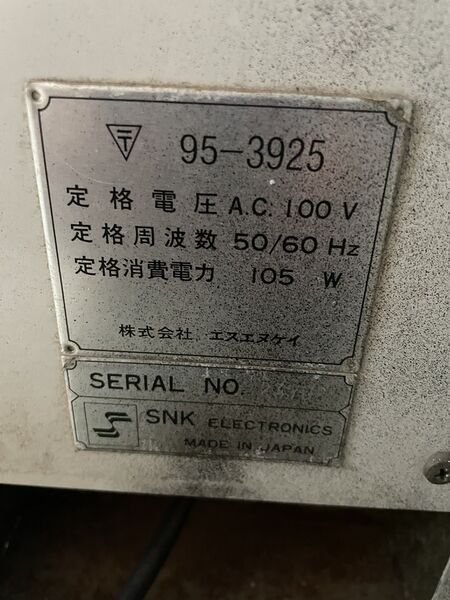 〒 95-3925
定格電圧 A.C. 100 V
定格周波数 50/60 Hz
定格消費電力 105 W
株式会社 エスエヌケイ
SERIAL NO.
SNK ELECTRONICS
MADE IN JAPAN